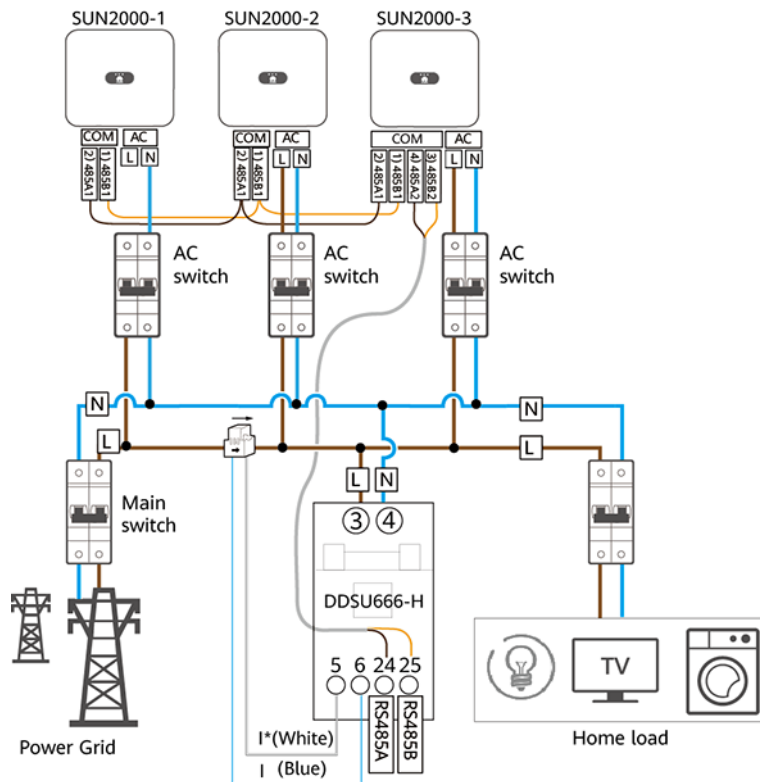 SUN2000-1
SUN2000-2
SUN2000-3
COM
AC
COM
AC
COM
AC
L
N
L
N
L
N
2) 485A1
1) 485B1
2) 485A1
1) 485B1
2) 485A1
1) 485B1
4) 485A2
3) 485B2
AC
switch
AC
switch
AC
switch
N
N
L
L
L
N
Main
switch
3
4
DDSU666-H
TV
5
6
24
25
RS485A
RS485B
Power Grid
I*(White)
I (Blue)
Home load